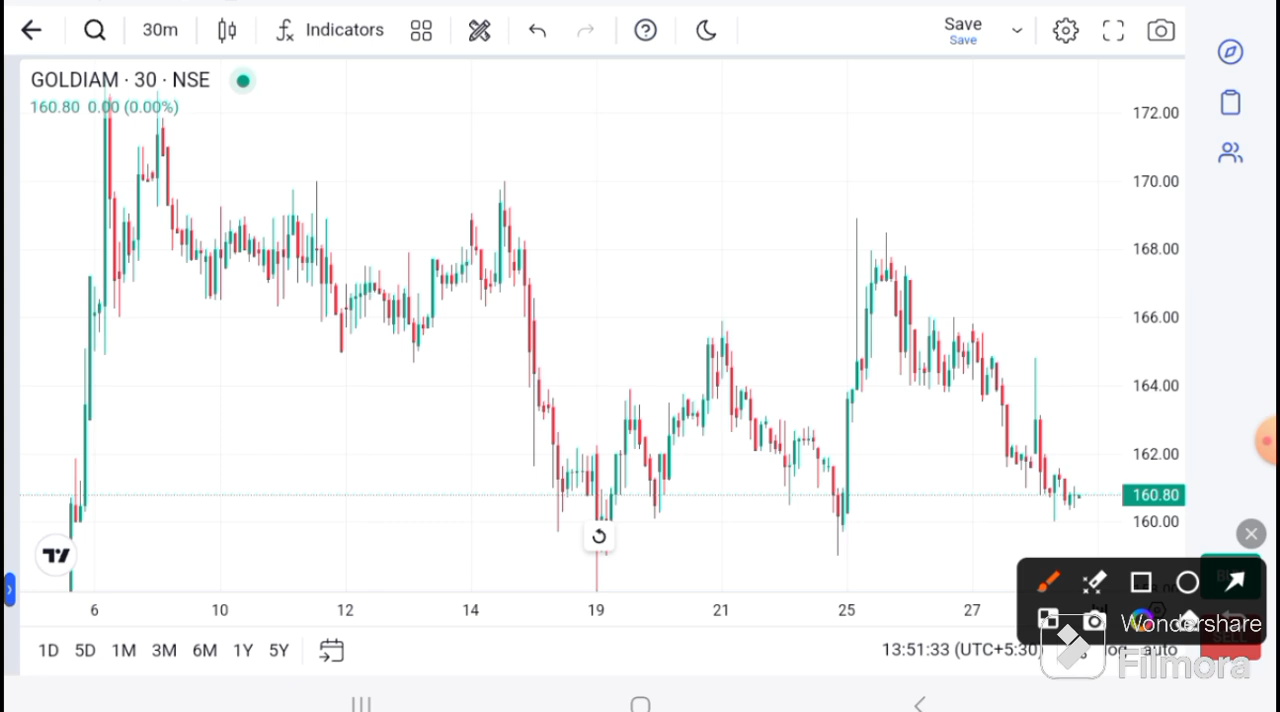 30m
Indicators
Save
Save
GOLDIAM · 30 · NSE
160.80 0.00 (0.00%)
172.00
170.00
168.00
166.00
164.00
162.00
160.80
160.00
6 10 12 14 19 21 25 27
1D 5D 1M 3M 6M 1Y 5Y
13:51:33 (UTC+5:30)
auto
Wondershare
Filmora